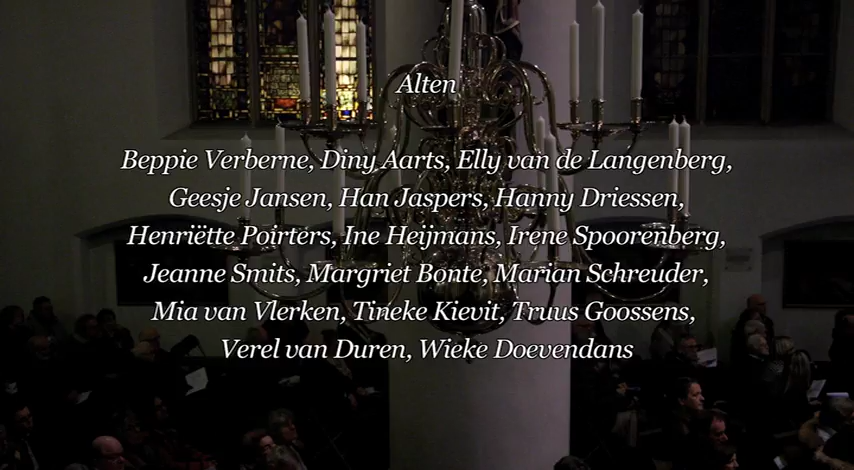 Alten
Beppie Verberne, Diny Aarts, Elly van de Langenberg,
Geesje Jansen, Han Jaspers, Hanny Driessen,
Henriëtte Poirters, Ine Heijmans, Irene Spoorenberg,
Jeanne Smits, Margriet Bonte, Marian Schreuder,
Mia van Vlerken, Tineke Kievit, Truus Goossens,
Verel van Duren, Wieke Doevendans